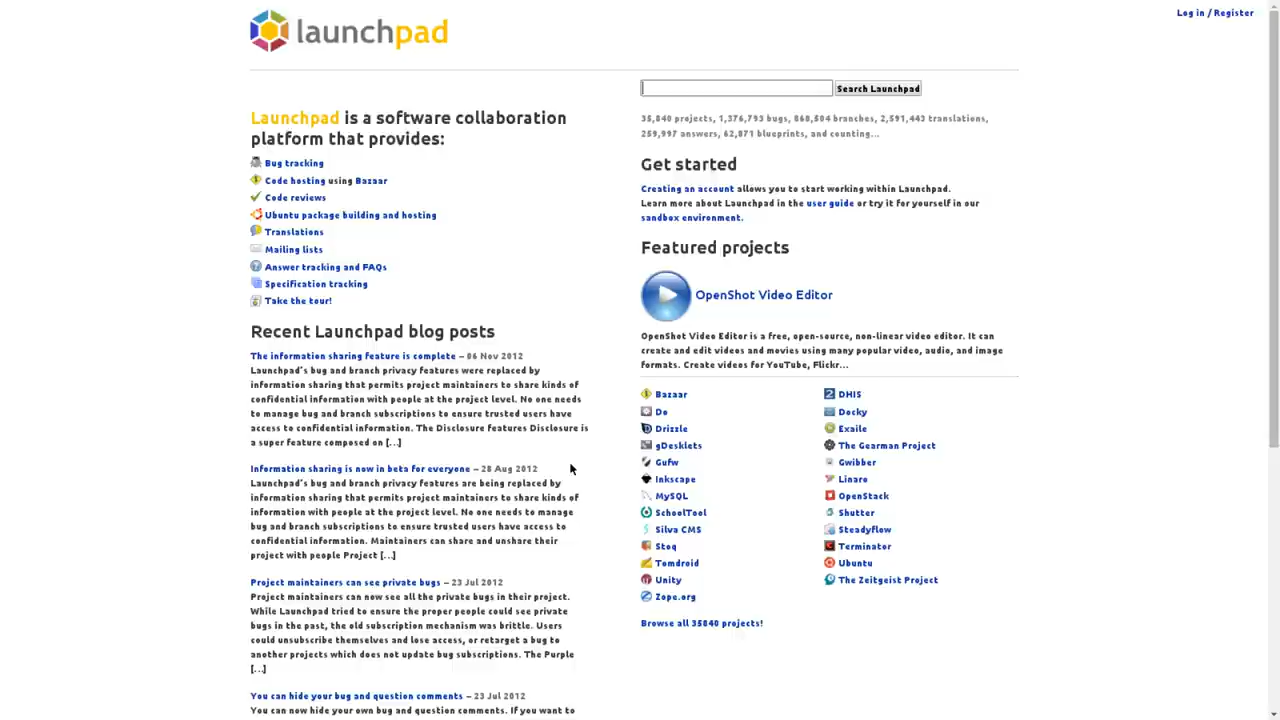 Log in / Register
launchpad
Search Launchpad
35,840 projects, 1,376,793 bugs, 868,504 branches, 2,591,443 translations,
259,997 answers, 62,871 blueprints, and counting...
Launchpad is a software collaboration
platform that provides:
Bug tracking
Code hosting using Bazaar
Code reviews
Ubuntu package building and hosting
Translations
Mailing lists
Answer tracking and FAQs
Specification tracking
Take the tour!
Recent Launchpad blog posts
The information sharing feature is complete – 06 Nov 2012
Launchpad's bug and branch privacy features were replaced by
information sharing that permits project maintainers to share kinds of
confidential information with people at the project level. No one needs
to manage bug and branch subscriptions to ensure trusted users have
access to confidential information. The Disclosure features Disclosure is
a super feature composed on [...]
Information sharing is now in beta for everyone – 28 Aug 2012
Launchpad's bug and branch privacy features are being replaced by
information sharing that permits project maintainers to share kinds of
information with people at the project level. No one needs to manage
bug and branch subscriptions to ensure trusted users have access to
confidential information. Maintainers can share and unshare their
project with people Project [...]
Project maintainers can see private bugs – 23 Jul 2012
Project maintainers can now see all the private bugs in their project.
While Launchpad tried to ensure the proper people could see private
bugs in the past, the old subscription mechanism was brittle. Users
could unsubscribe themselves and lose access, or retarget a bug to
another projects which does not update bug subscriptions. The Purple
[...]
You can hide your bug and question comments – 23 Jul 2012
You can now hide your own bug and question comments. If you want to
Get started
Creating an account allows you to start working within Launchpad.
Learn more about Launchpad in the user guide or try it for yourself in our
sandbox environment.
Featured projects
OpenShot Video Editor
OpenShot Video Editor is a free, open-source, non-linear video editor. It can
create and edit videos and movies using many popular video, audio, and image
formats. Create videos for YouTube, Flickr...
Bazaar
Do
Drizzle
gDesklets
Gufw
Inkscape
MySQL
SchoolTool
Silva CMS
Stoq
Tomdroid
Unity
Zope.org
DHIS
Docky
Exaile
The Gearman Project
Gwibber
Linaro
OpenStack
Shutter
Steadyflow
Terminator
Ubuntu
The Zeitgeist Project
Browse all 35840 projects!